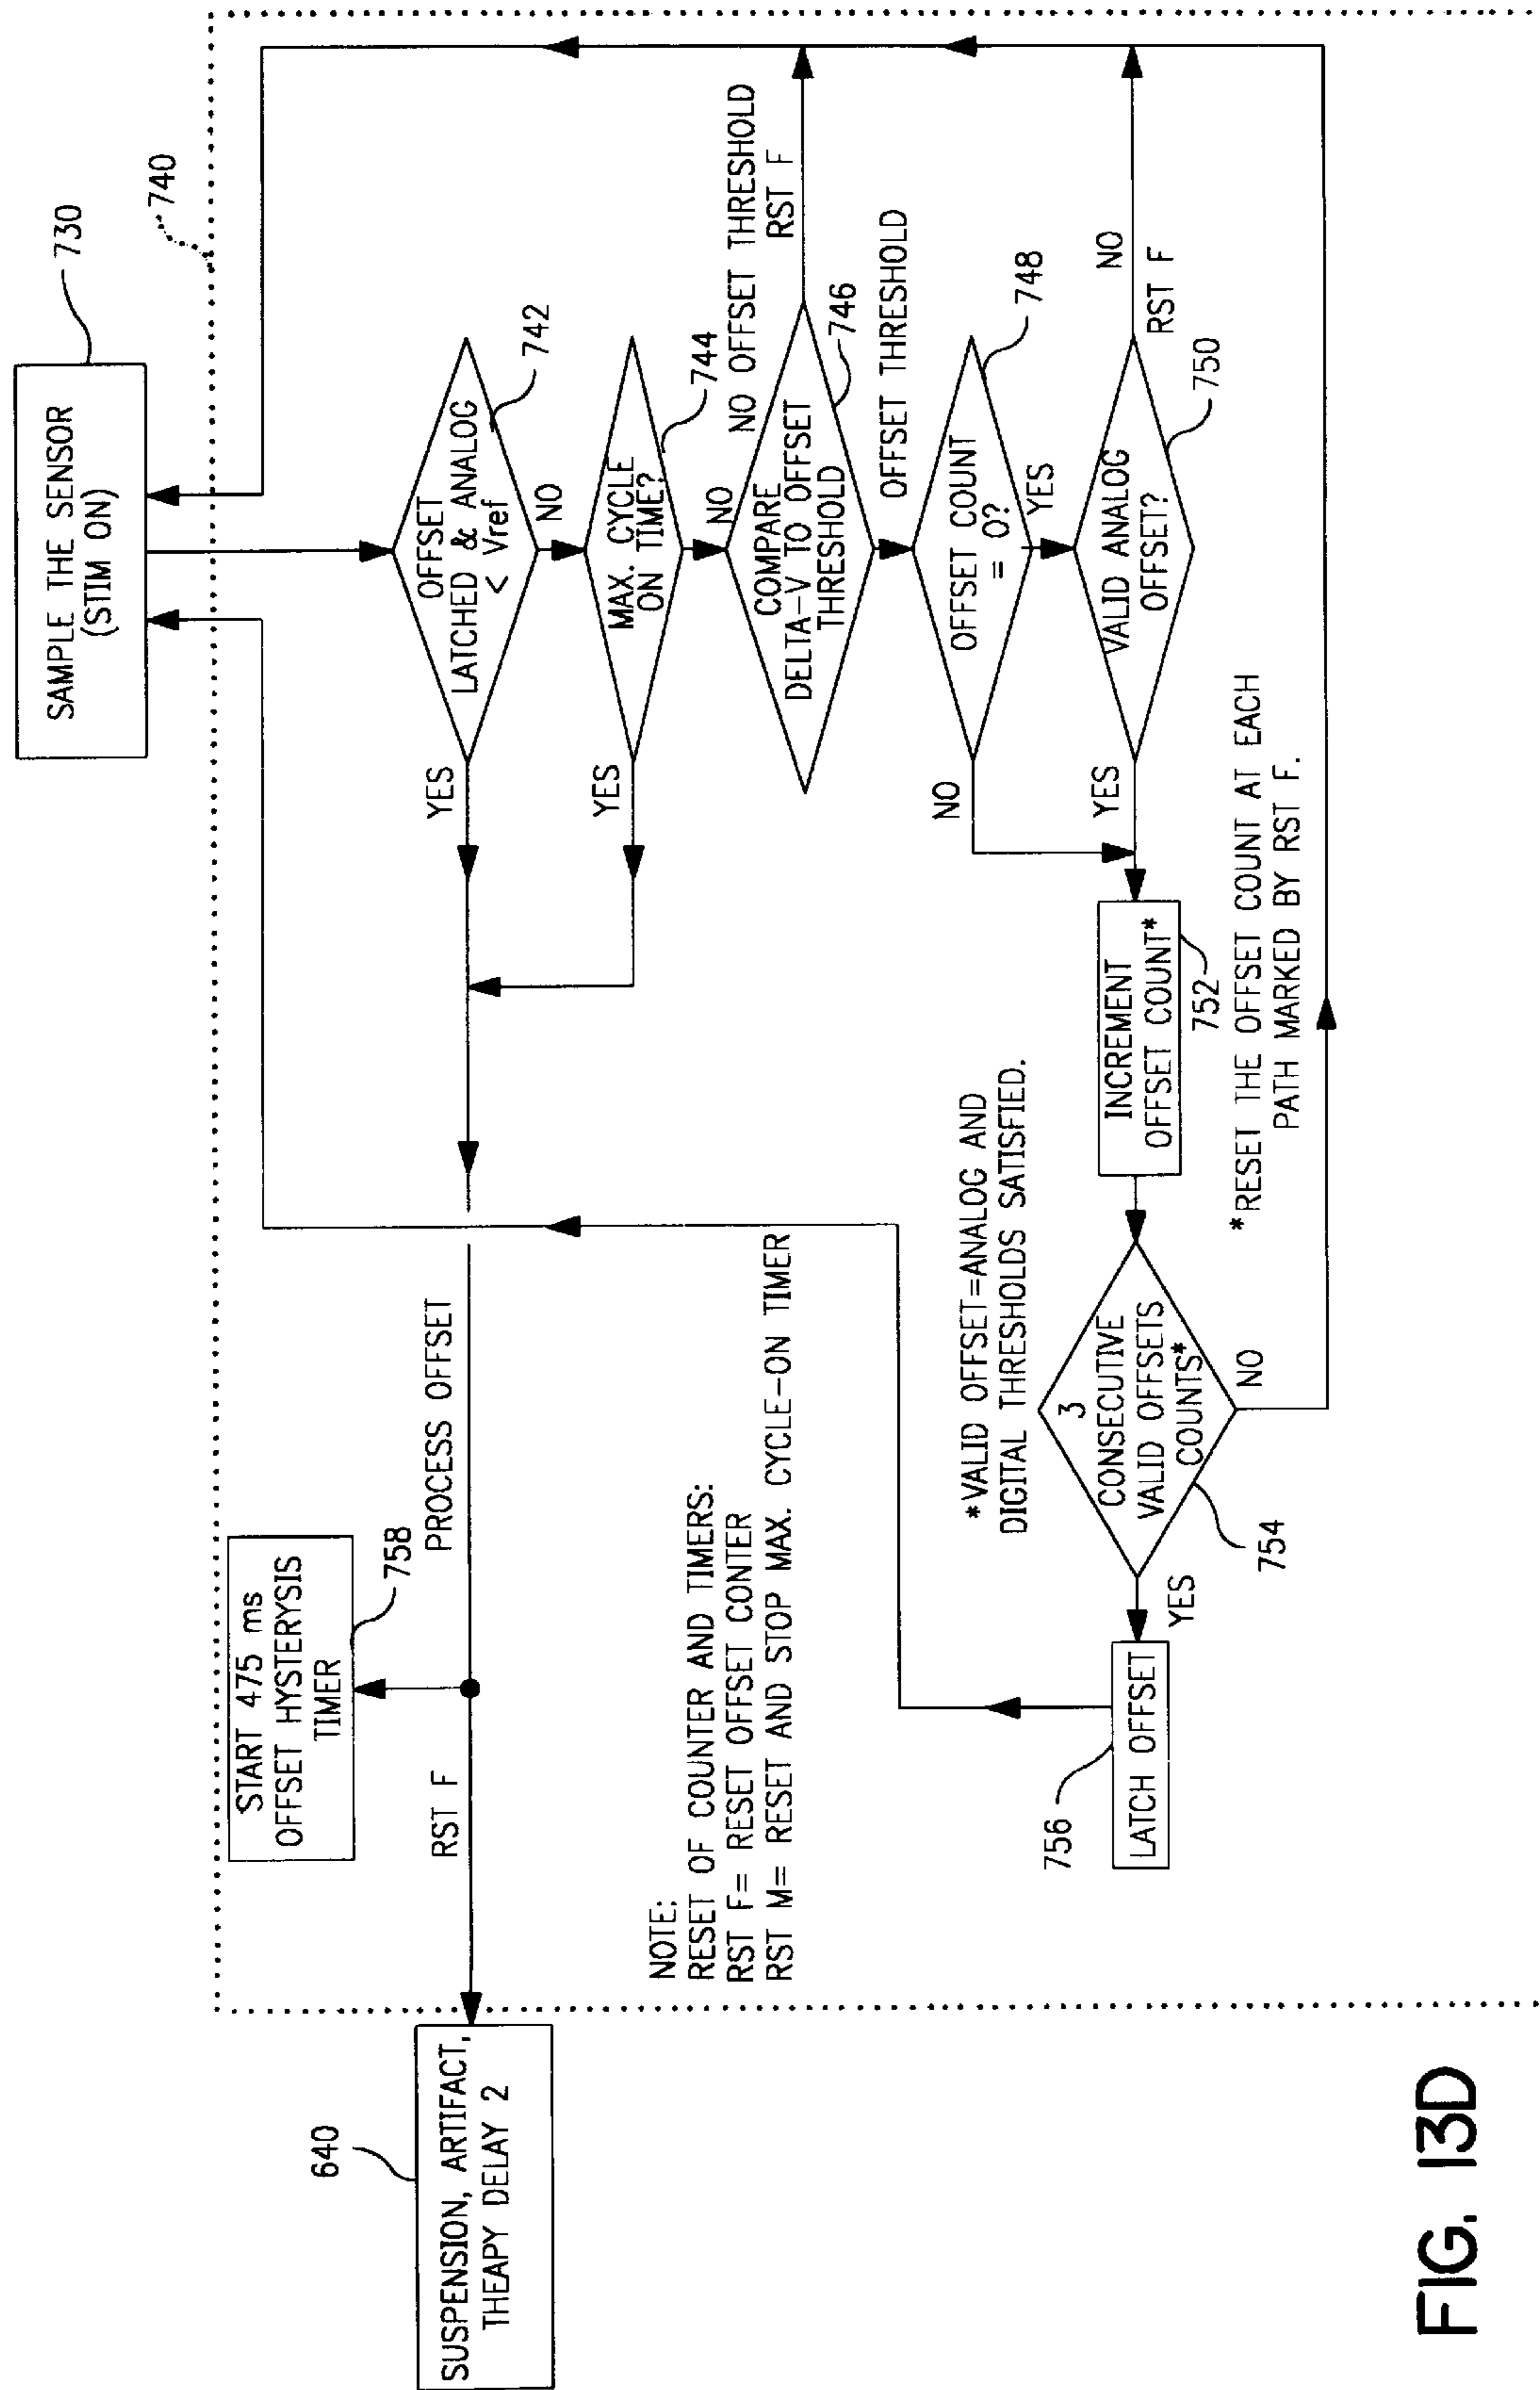 SAMPLE THE SENSOR
(STIM ON)
730
740
OFFSET
LATCHED & ANALOG
< Vref
742
YES
NO
MAX. CYCLE
ON TIME?
744
YES
NO
COMPARE
DELTA-V TO OFFSET
THRESHOLD
746
NO OFFSET THRESHOLD
RST F
OFFSET THRESHOLD
OFFSET COUNT
= 0?
748
NO
YES
VALID ANALOG
OFFSET?
750
YES
NO
RST F
INCREMENT
OFFSET COUNT*
752
*RESET THE OFFSET COUNT AT EACH
PATH MARKED BY RST F.
*VALID OFFSET=ANALOG AND
DIGITAL THRESHOLDS SATISFIED.
3
CONSECUTIVE
VALID OFFSETS
COUNTS*
754
NO
YES
LATCH OFFSET
756
PROCESS OFFSET
START 475 ms
OFFSET HYSTERYSIS
TIMER
758
RST F
NOTE:
RESET OF COUNTER AND TIMERS:
RST F= RESET OFFSET CONTER
RST M= RESET AND STOP MAX. CYCLE-ON TIMER
SUSPENSION, ARTIFACT,
THEAPY DELAY 2
640
FIG. 13D